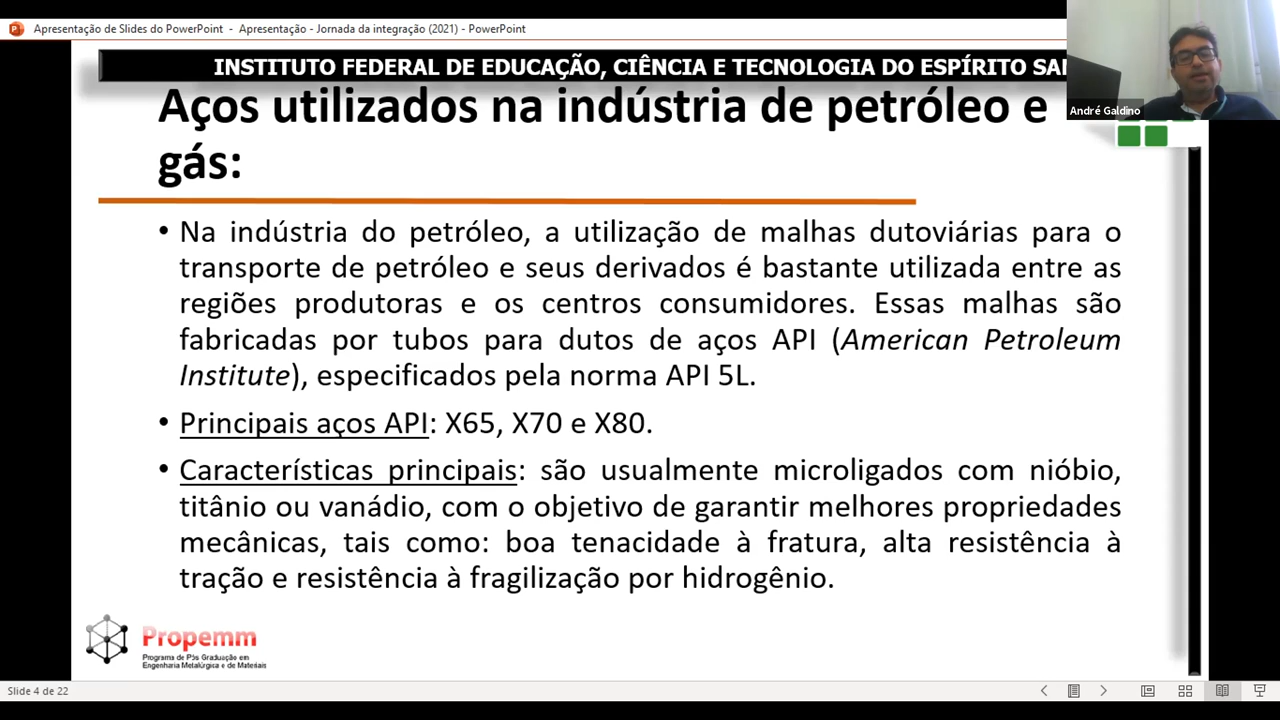 Apresentação de Slides do PowerPoint - Apresentação - Jornada da integração (2021) - PowerPoint
INSTITUTO FEDERAL DE EDUCAÇÃO, CIÊNCIA E TECNOLOGIA DO ESPÍRITO SAN
André Galdino
Aços utilizados na indústria de petróleo e
gás:
• Na indústria do petróleo, a utilização de malhas dutoviárias para o
transporte de petróleo e seus derivados é bastante utilizada entre as
regiões produtoras e os centros consumidores. Essas malhas são
fabricadas por tubos para dutos de aços API (American Petroleum
Institute), especificados pela norma API 5L.
• Principais aços API: X65, X70 e X80.
• Características principais: são usualmente microligados com nióbio,
titânio ou vanádio, com o objetivo de garantir melhores propriedades
mecânicas, tais como: boa tenacidade à fratura, alta resistência à
tração e resistência à fragilização por hidrogênio.
Propemm
Programa de Pós Graduação em
Engenharia Metalúrgica e de Materiais
Slide 4 de 22